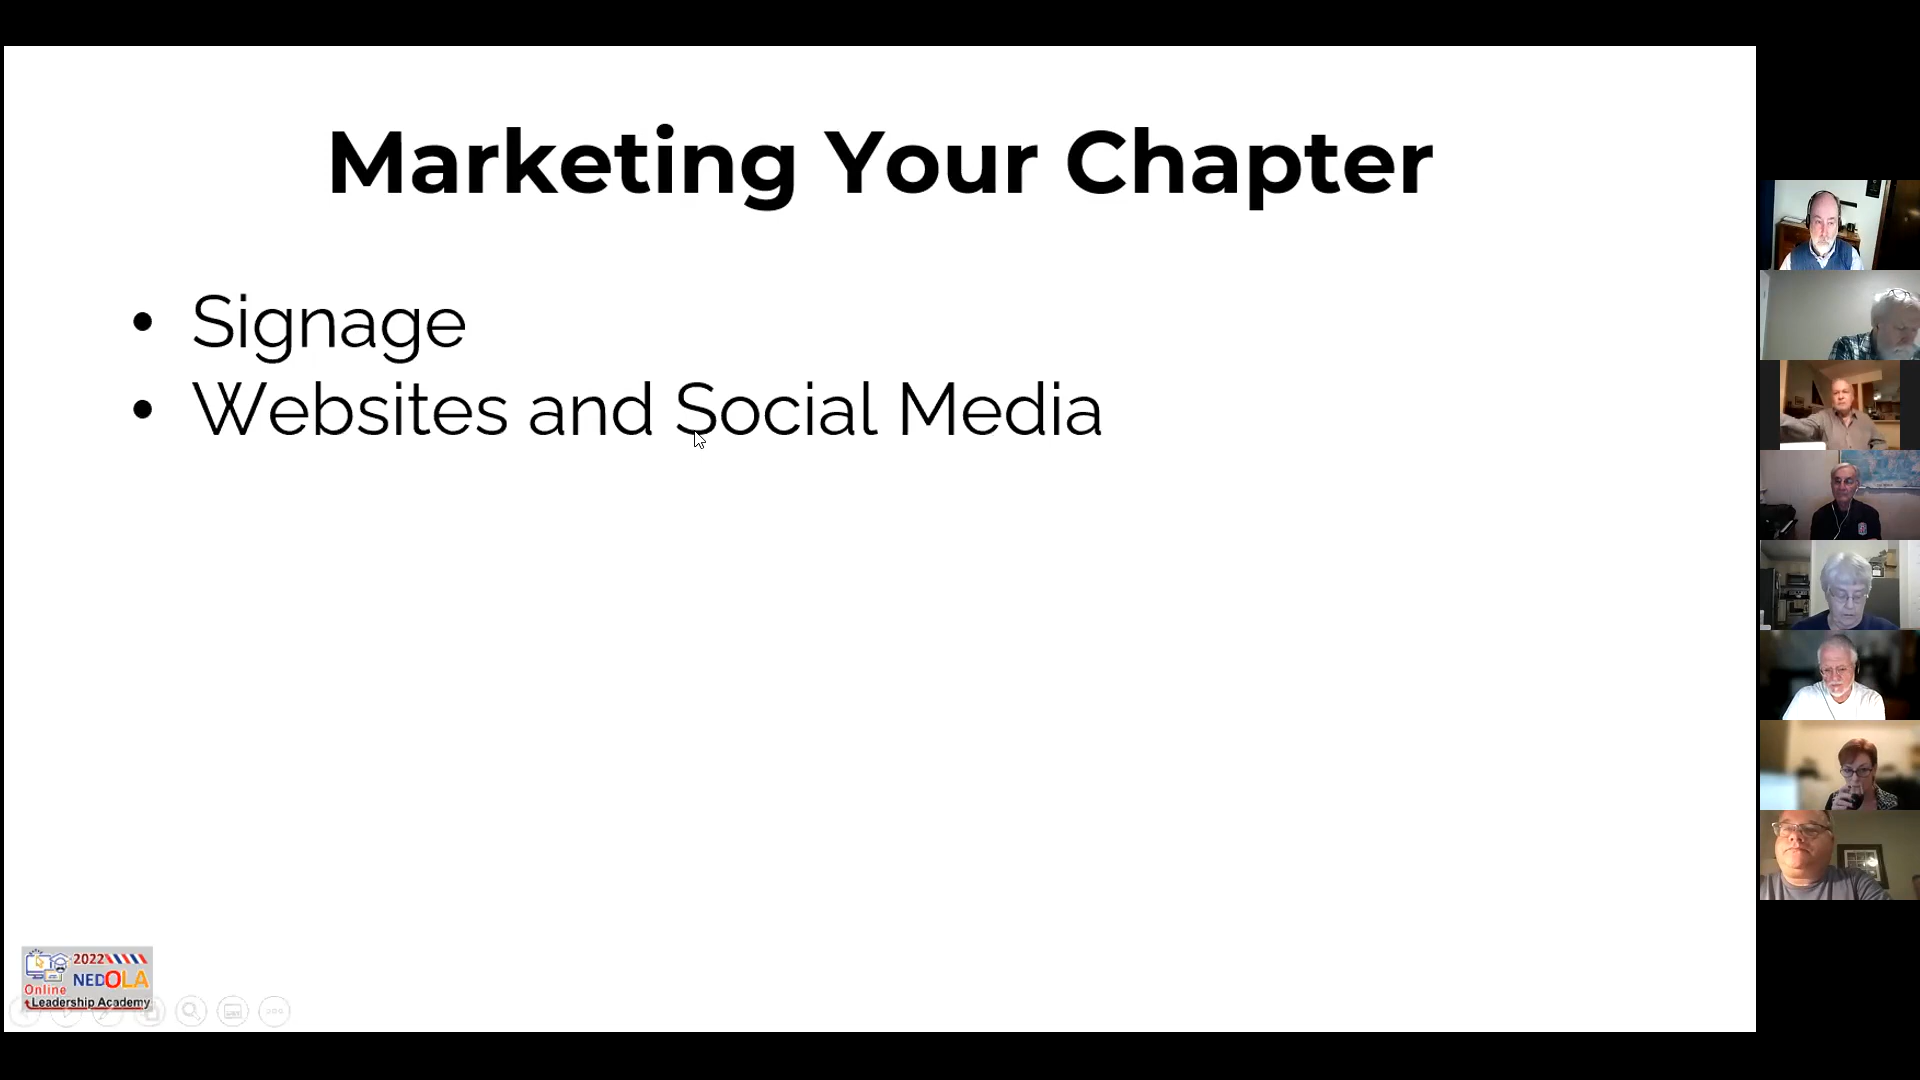 Marketing Your Chapter
• Signage
• Websites and Social Media
2022
NEDOLA
Online
Leadership Academy